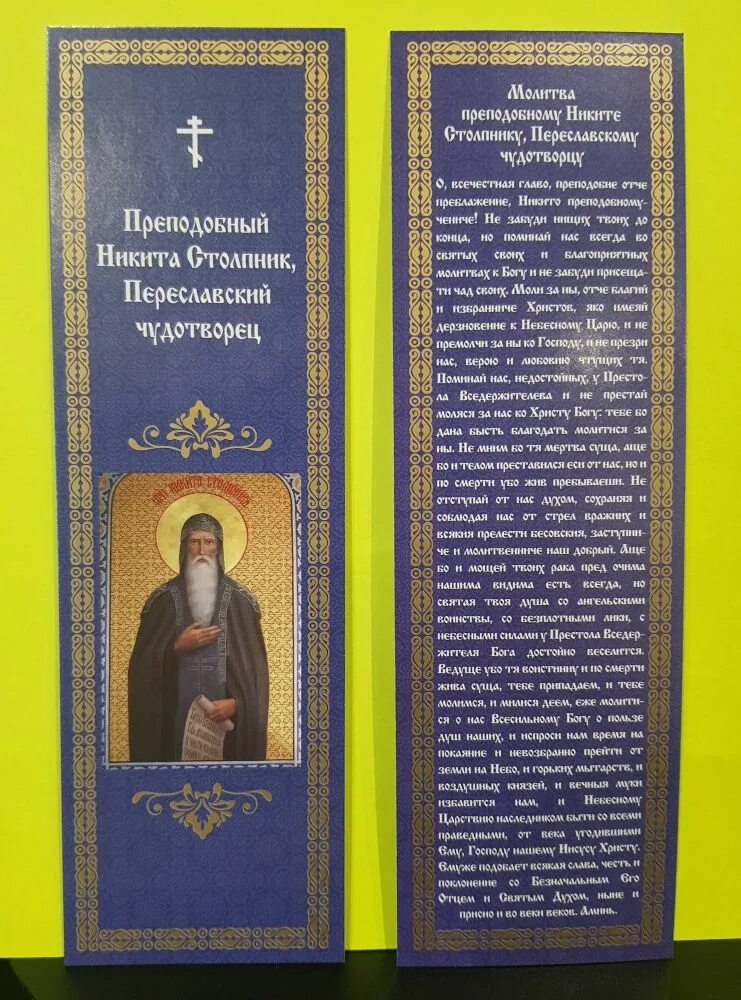 Преподобный
Никита Столпник,
Переславский
чудотворец
ПРП НИКИТА СТОЛПНИК
Молитва
преподобному Никите
Столпнику, Переславскому
чудотворцу
О, всечестная главо, преподобие отче
преблажение, Никито преподобному-
чениче! Не забуди нищих твоих до
конца, но поминай нас всегда во
святых своих и благоприятных
молитвах к Богу и не забуди присеща-
ти чад своих. Моли за ны, отче благий
и избранниче Христов, яко имеяй
дерзновение к Небесному Царю, и не
премолчи за ны ко Господу, и не презри
нас, верою и любовию чтущих тя.
Поминай нас, недостойных, у Престо-
ла Вседержителева и не престай
моляся за нас ко Христу Богу: тебе бо
дана бысть благодать молитися за
ны. Не мним бо тя мертва суща, аще
бо и телом преставился еси от нас, но и
по смерти убо жив пребываеши. Не
отступай от нас духом, сохраняя и
соблюдая нас от стрел вражиих и
всякия прелести бесовския, заступни-
че и молитвенниче наш добрый. Аще
бо и мощей твоих рака пред очима
нашима видима есть всегда, но
святая твоя душа со ангельскими
воинствы, со безплотными лики, с
небесными силами у Престола Вседер-
жителя Бога достойно веселится.
Ведуще убо тя воистинну и по смерти
жива суща, тебе припадаем, и тебе
молимся, и милися деем, еже молити-
ся о нас Всесильному Богу о пользе
душ наших, и испроси нам время на
покаяние и невозбранно прейти от
земли на Небо, и горьких мытарств, и
воздушных князей, и вечныя муки
избавится нам, и Небесному
Царствию наследником быти со всеми
праведными, от века угодившими
Ему, Господу нашему Иисусу Христу.
Емуже подобает всякая слава, честь и
поклонение со Безначальным Его
Отцем и Святым Духом, ныне и
присно и во веки веков. Аминь.